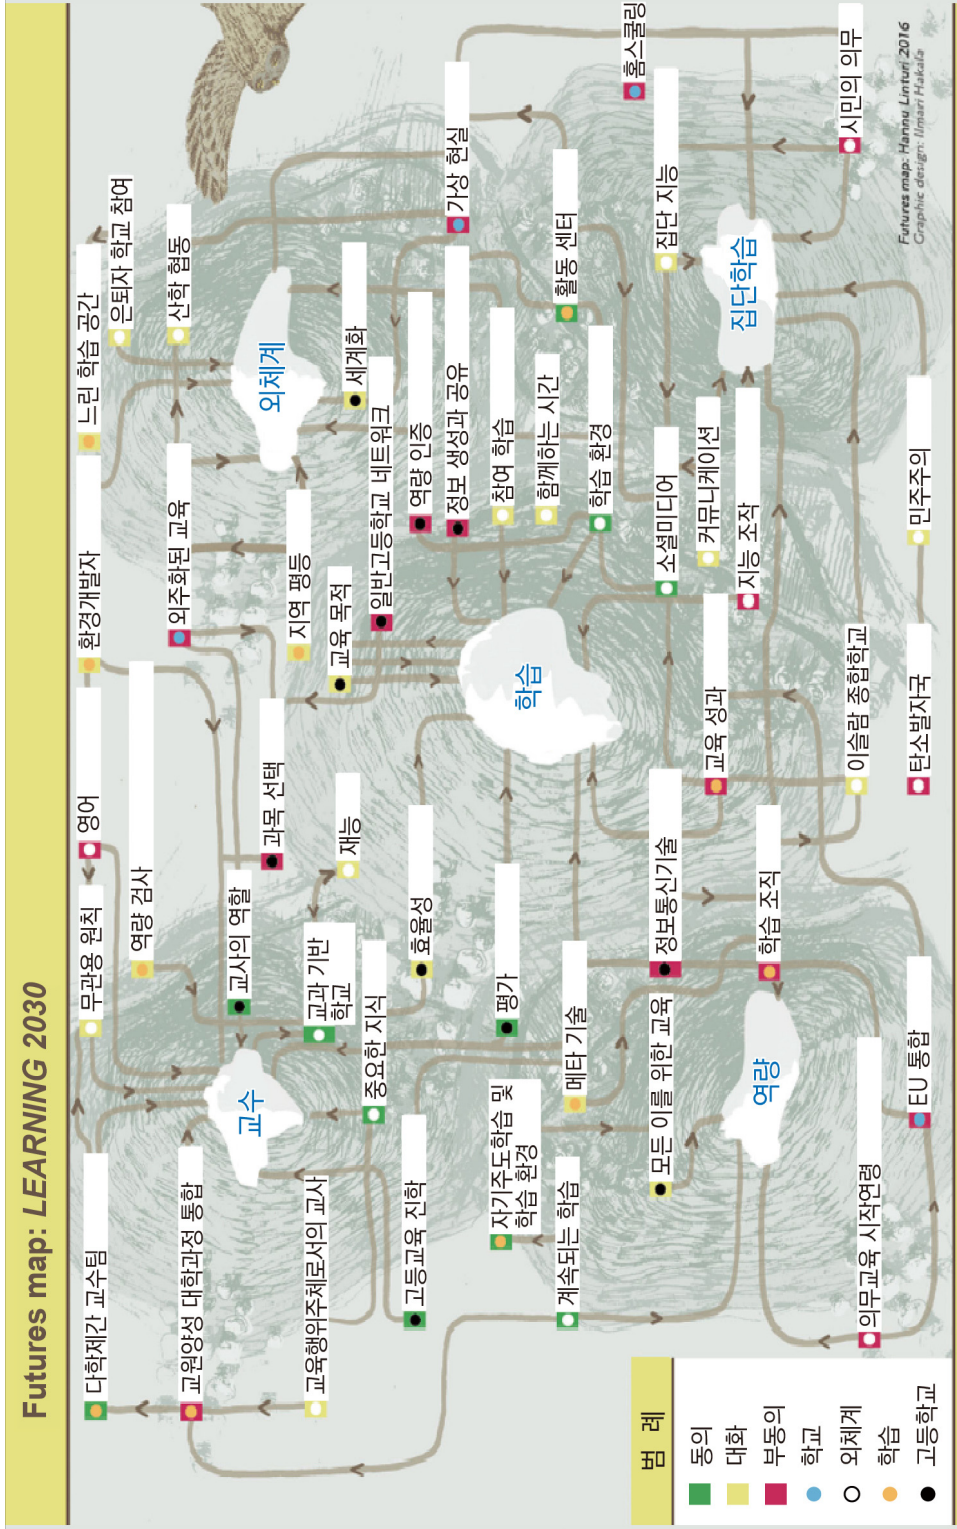 Futures map: LEARNING 2030
다학제간 교수팀
무관용 원칙
영어
환경개발자
느린 학습 공간
은퇴자 학교 참여
역량 검사
교원양성 대학과정 통합
외주화된 교육
산학 협동
교수
교사의 역할
과목 선택
외체계
지역 평등
교육행위주체로서의 교사
교과 기반
학교
재능
교육 목적
세계화
중요한 지식
일반고등학교 네트워크
고등교육 진학
효율성
역량 인증
정보 생성과 공유
가상 현실
자기주도학습 및
학습 환경
평가
학습
참여 학습
함께하는 시간
계속되는 학습
메타 기술
활동 센터
학습 환경
홈스쿨링
모든 이를 위한 교육
정보통신기술
소셜미디어
집단 지능
교육 성과
커뮤니케이션
지능 조작
집단학습
역량
학습 조직
의무교육 시작연령
이슬람 종합학교
시민의 의무
EU 통합
탄소발자국
민주주의
범 례
동의
대화
부동의
학교
외체계
학습
고등학교
Futures map: Hannu Linturi 2016
Graphic design: Ilmari Hakala